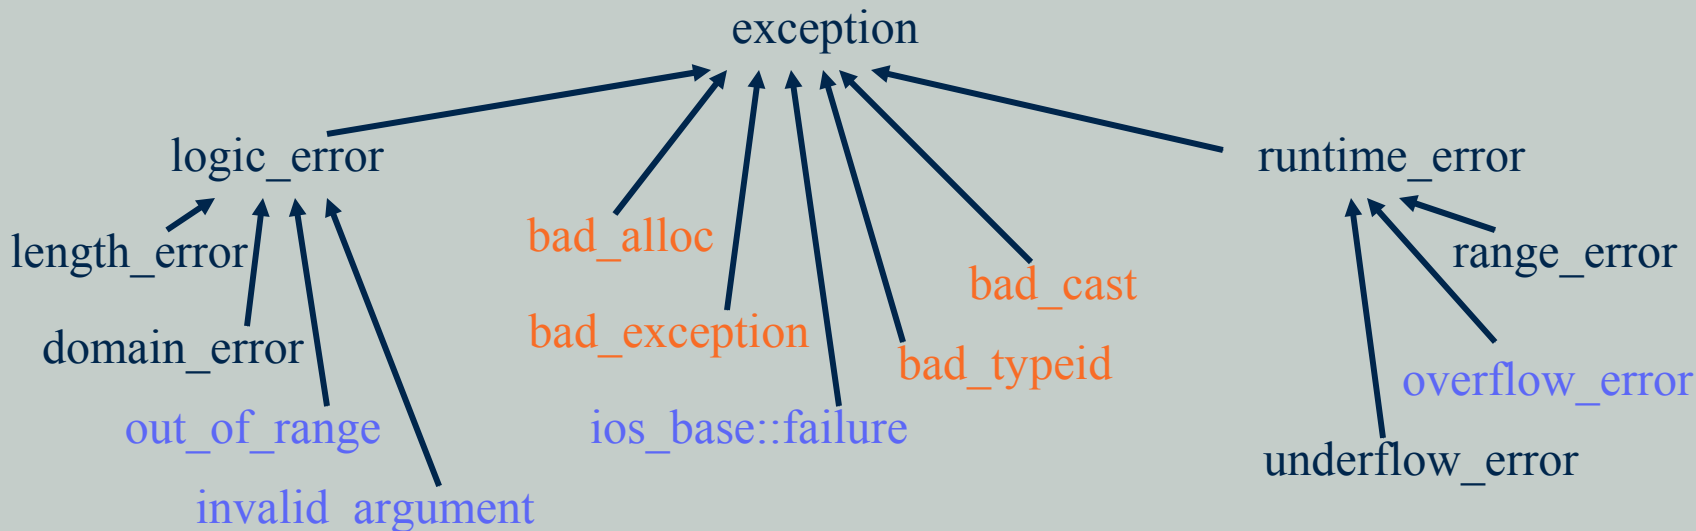 exception
logic_error
runtime_error
bad_alloc
length_error
range_error
bad_cast
bad_exception
domain_error
bad_typeid
overflow_error
out_of_range
ios_base::failure
underflow_error
invalid_argument